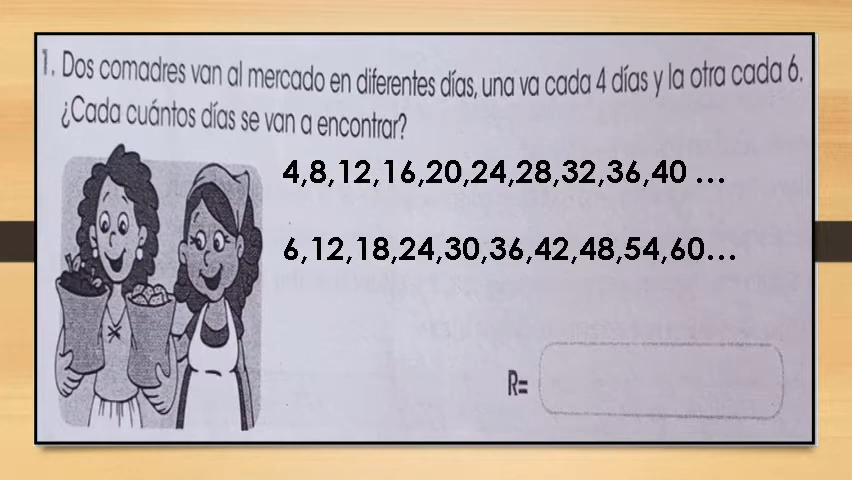 1. Dos comadres van al mercado en diferentes días, una va cada 4 días y la otra cada 6.
¿Cada cuántos días se van a encontrar?
4,8,12,16,20,24,28,32,36,40 ...
6,12,18,24,30,36,42,48,54,60...
R=